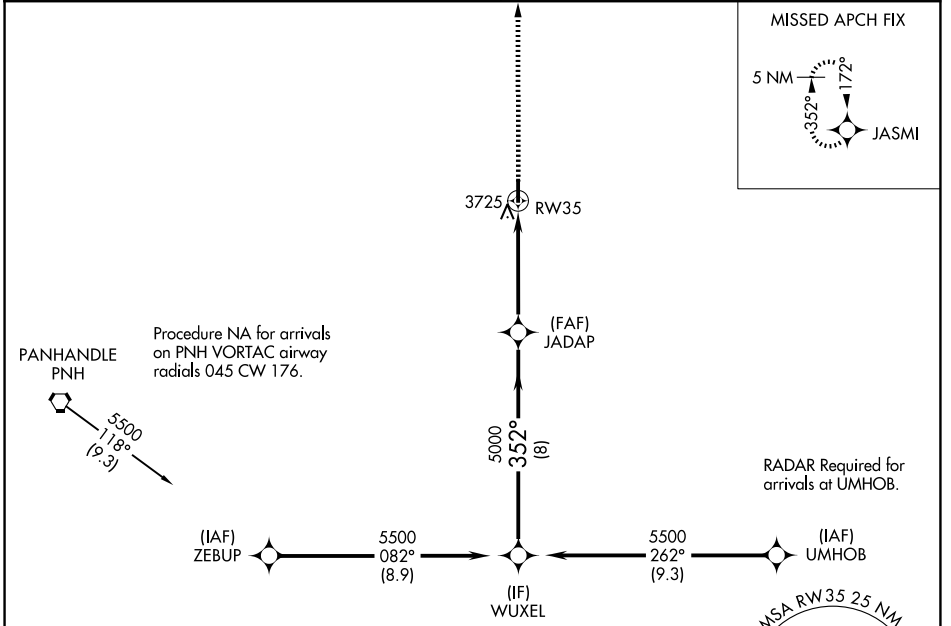 MISSED APCH FIX
5 NM
352°
172°
JASMI
3725
RW35
(FAF)
JADAP
Procedure NA for arrivals
on PNH VORTAC airway
radials 045 CW 176.
PANHANDLE
PNH
5500
118°
(9.3)
5000
352°
(8)
RADAR Required for
arrivals at UMHOB.
(IAF)
ZEBUP
5500
082°
(8.9)
(IF)
WUXEL
5500
262°
(9.3)
(IAF)
UMHOB
MSA RW35 25 NM